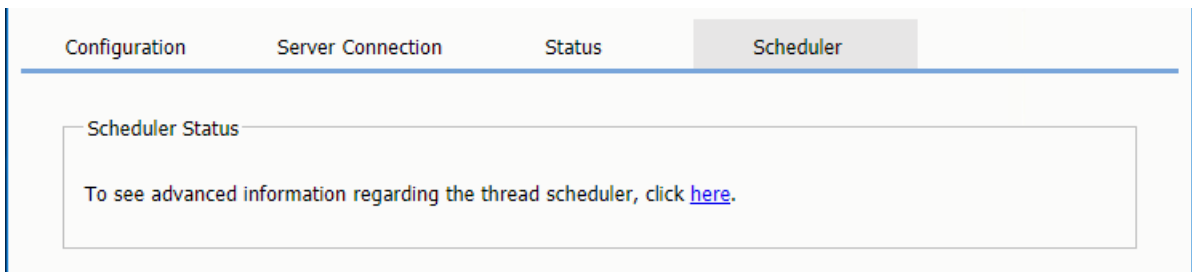 Configuration Server Connection Status Scheduler
Scheduler Status
To see advanced information regarding the thread scheduler, click here.